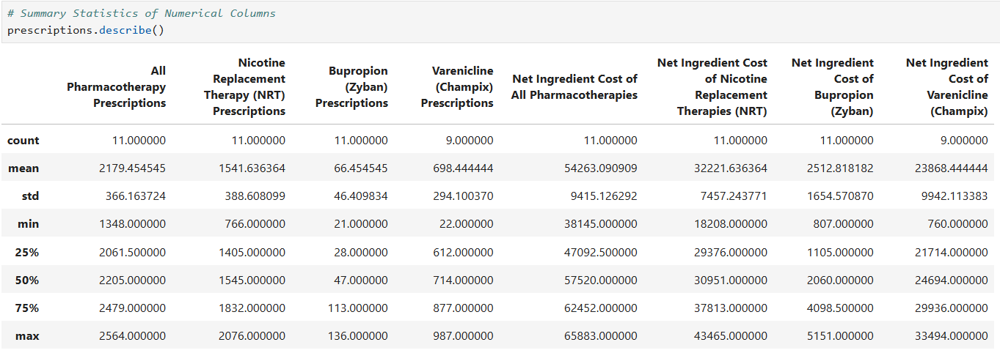 # Summary Statistics of Numerical Columns
prescriptions.describe()
All Pharmacotherapy Prescriptions Nicotine Replacement Therapy (NRT) Prescriptions Bupropion (Zyban) Prescriptions Varenicline (Champix) Prescriptions Net Ingredient Cost of All Pharmacotherapies Net Ingredient Cost of Nicotine Replacement Therapies (NRT) Net Ingredient Cost of Bupropion (Zyban) Net Ingredient Cost of Varenicline (Champix)
count 11.000000 11.000000 11.000000 9.000000 11.000000 11.000000 11.000000 9.000000
mean 2179.454545 1541.636364 66.454545 698.444444 54263.090909 32221.636364 2512.818182 23868.444444
std 366.163724 388.608099 46.409834 294.100370 9415.126292 7457.243771 1654.570870 9942.113383
min 1348.000000 766.000000 21.000000 22.000000 38145.000000 18208.000000 807.000000 760.000000
25% 2061.500000 1405.000000 28.000000 612.000000 47092.500000 29376.000000 1105.000000 21714.000000
50% 2205.000000 1545.000000 47.000000 714.000000 57520.000000 30951.000000 2060.000000 24694.000000
75% 2479.000000 1832.000000 113.000000 877.000000 62452.000000 37813.000000 4098.500000 29936.000000
max 2564.000000 2076.000000 136.000000 987.000000 65883.000000 43465.000000 5151.000000 33494.000000